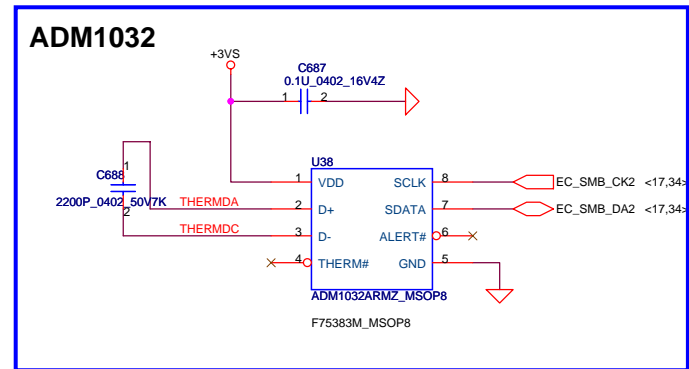 ADM1032
+3VS
C687
0.1U_0402_16V4Z
1 2
U38
C688
1
2200P_0402_50V7K
2
THERMDA
THERMDC
1 VDD SCLK 8 EC_SMB_CK2 <17,34>
2 D+ SDATA 7 EC_SMB_DA2 <17,34>
3 D- ALERT# 6
4 THERM# GND 5
ADM1032ARMZ_MSOP8
F75383M_MSOP8